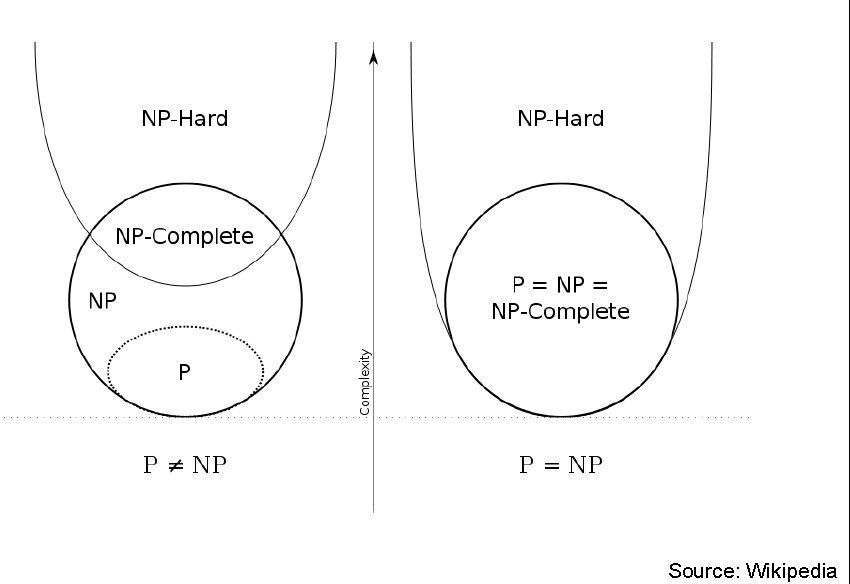 NP-Hard
NP-Complete
NP
P
P ≠ NP
Complexity
NP-Hard
P = NP =
NP-Complete
P = NP
Source: Wikipedia